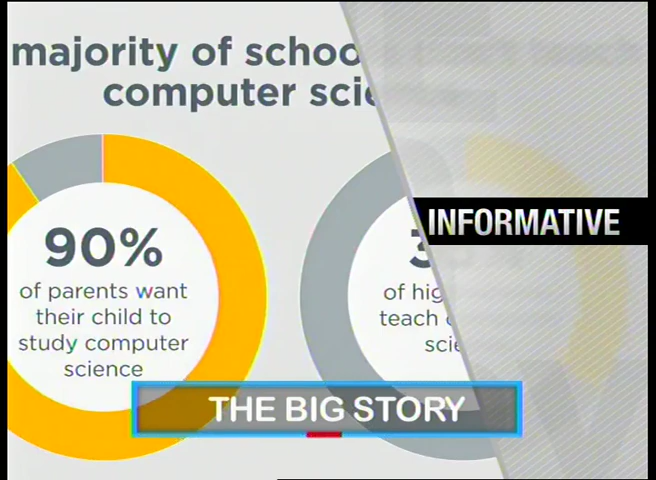 majority of schoo
computer scie
90%
of parents want
their child to
study computer
science
3
of hig
teach
scie
INFORMATIVE
THE BIG STORY